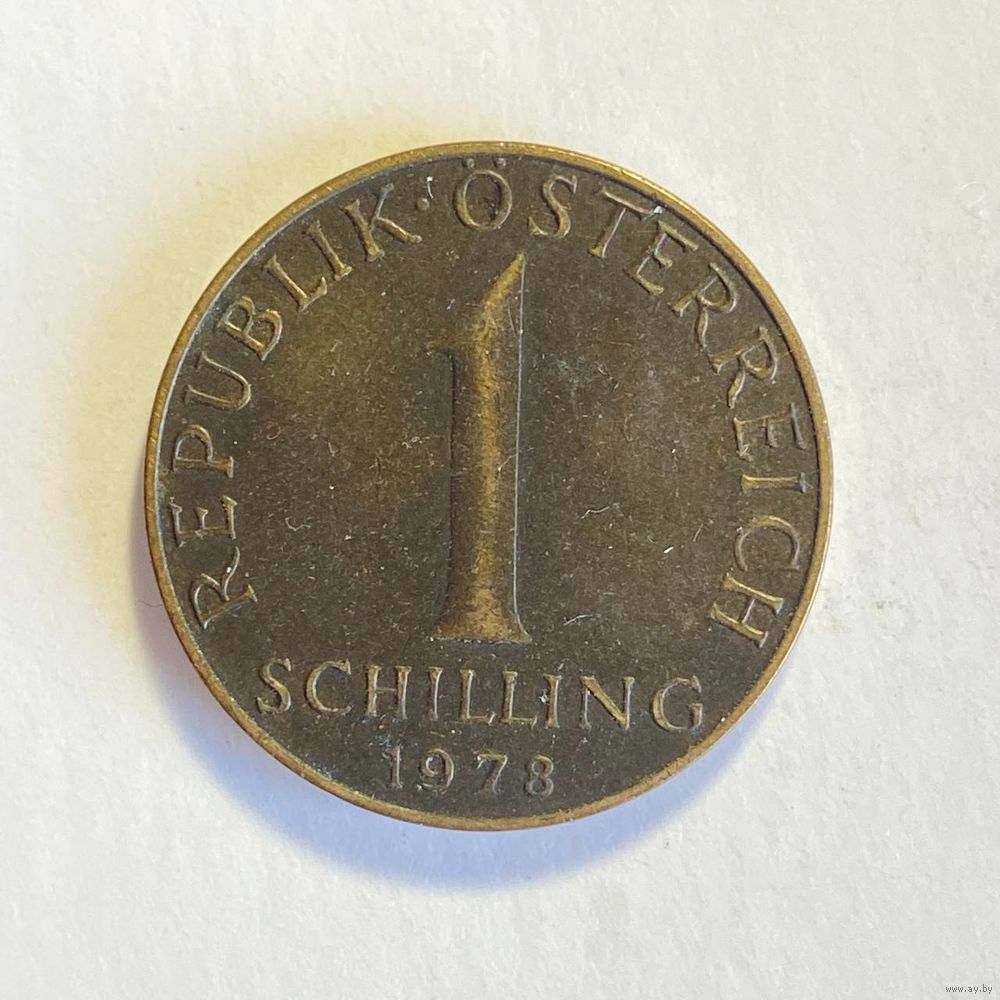 REPUBLIK · ÖSTERREICH
1
SCHILLING
1978
www.ay.by